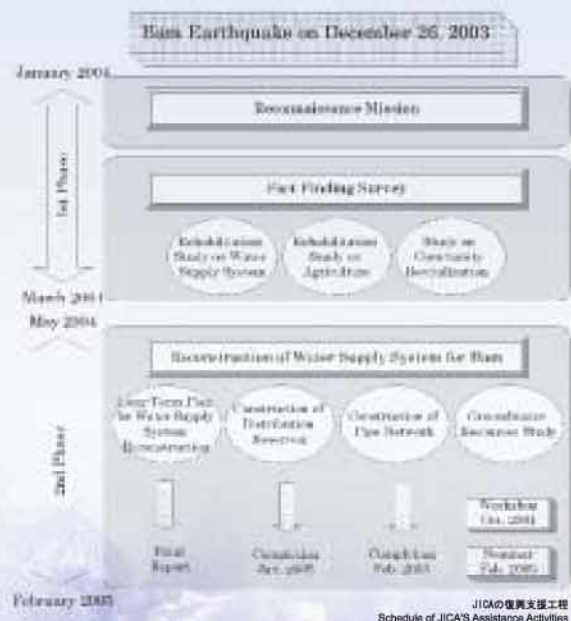 Bam Earthquake on December 26, 2003
January 2004
Reconnaissance Mission
1st Phase
Fact Finding Survey
Rehabilitation
Study on Water
Supply System
Rehabilitation
Study on
Agriculture
Study on
Community
Revitalization
March 2004
May 2004
2nd Phase
Reconstruction of Water Supply System for Bam
Long-Term Plan
for Water Supply
System
Reconstruction
Construction of
Distribution
Reservoir
Construction of
Pipe Network
Groundwater
Resources Study
Final
Report
Completion
2005
Completion
Feb. 2005
Workshop
2004
Seminar
Feb. 2005
February 2005
JICAの復興支援工程
Schedule of JICA'S Assistance Activities